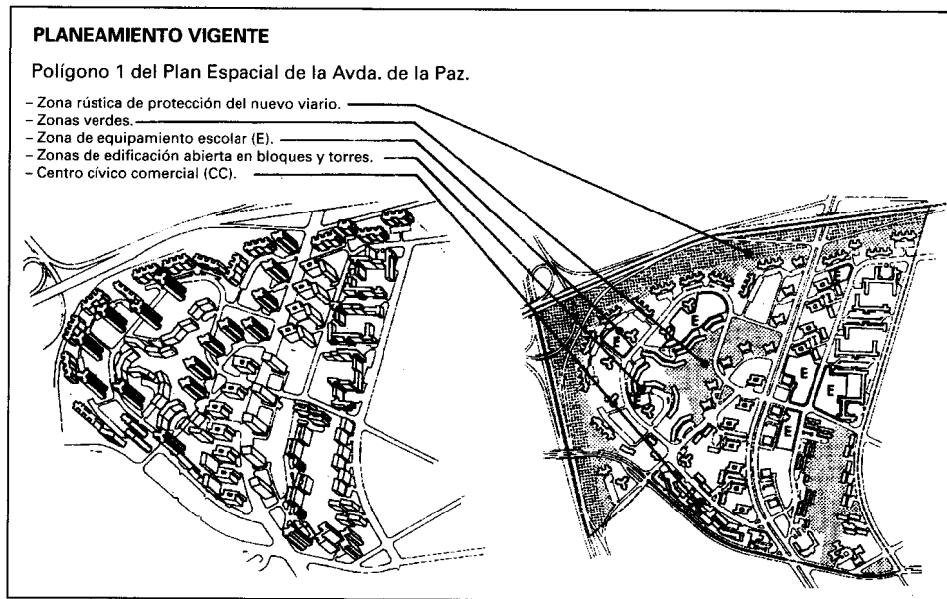 PLANEAMIENTO VIGENTE
Polígono 1 del Plan Espacial de la Avda. de la Paz.
– Zona rústica de protección del nuevo viario.
– Zonas verdes.
– Zona de equipamiento escolar (E).
– Zonas de edificación abierta en bloques y torres.
– Centro cívico comercial (CC).
E
E
E
E
E
E